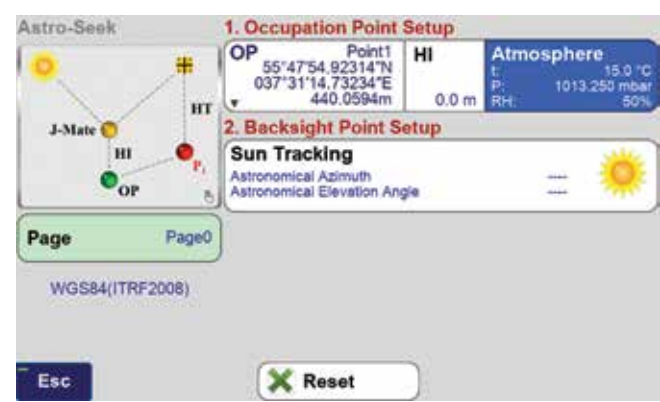 Astro-Seek
1. Occupation Point Setup
OP
Point1
55°47'54.92314"N
037°31'14.73234"E
440.0594m
HI
0.0 m
Atmosphere
t: 15.0 °C
P: 1013.250 mbar
RH: 50%
J-Mate
HI
HT
OP
P1
2. Backsight Point Setup
Sun Tracking
Astronomical Azimuth ----
Astronomical Elevation Angle ----
Page Page0
WGS84(ITRF2008)
Esc
Reset